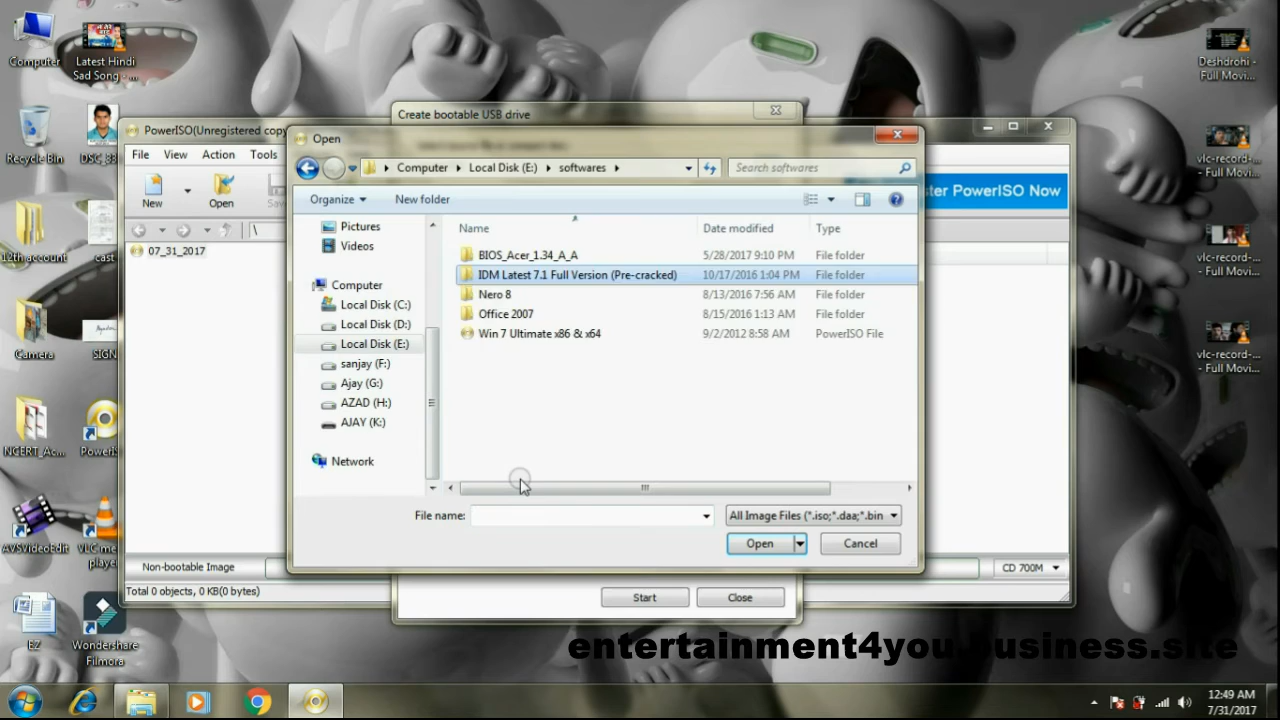 Computer
Latest Hindi
Sad Song - ...
Recycle Bin
DSC_38
12th account
cast
Camera
SIGN
NCERT_Ac...
PowerIS
AVSVideoEdit
VLC me
player
EZ
Wondershare
Filmora
Deshdrohi -
Full Movi...
vlc-record-...
- Full Movi...
vlc-record-...
- Full Movi...
vlc-record-...
- Full Movi...
PowerISO(Unregistered copy
File View Action Tools
New
Open
\
07_31_2017
ster PowerISO Now
Non-bootable Image
CD 700M
Total 0 objects, 0 KB(0 bytes)
Create bootable USB drive
Open
Computer Local Disk (E:) softwares
Search softwares
Organize
New folder
Pictures
Videos
Computer
Local Disk (C:)
Local Disk (D:)
Local Disk (E:)
sanjay (F:)
Ajay (G:)
AZAD (H:)
AJAY (K:)
Network
Name Date modified Type
BIOS_Acer_1.34_A_A 5/28/2017 9:10 PM File folder
IDM Latest 7.1 Full Version (Pre-cracked) 10/17/2016 1:04 PM File folder
Nero 8 8/13/2016 7:56 AM File folder
Office 2007 8/15/2016 1:13 AM File folder
Win 7 Ultimate x86 & x64 9/2/2012 8:58 AM PowerISO File
File name:
All Image Files (*.iso;*.daa;*.bin
Open
Cancel
Start
Close
entertainment4you.business.site
12:49 AM
7/31/2017